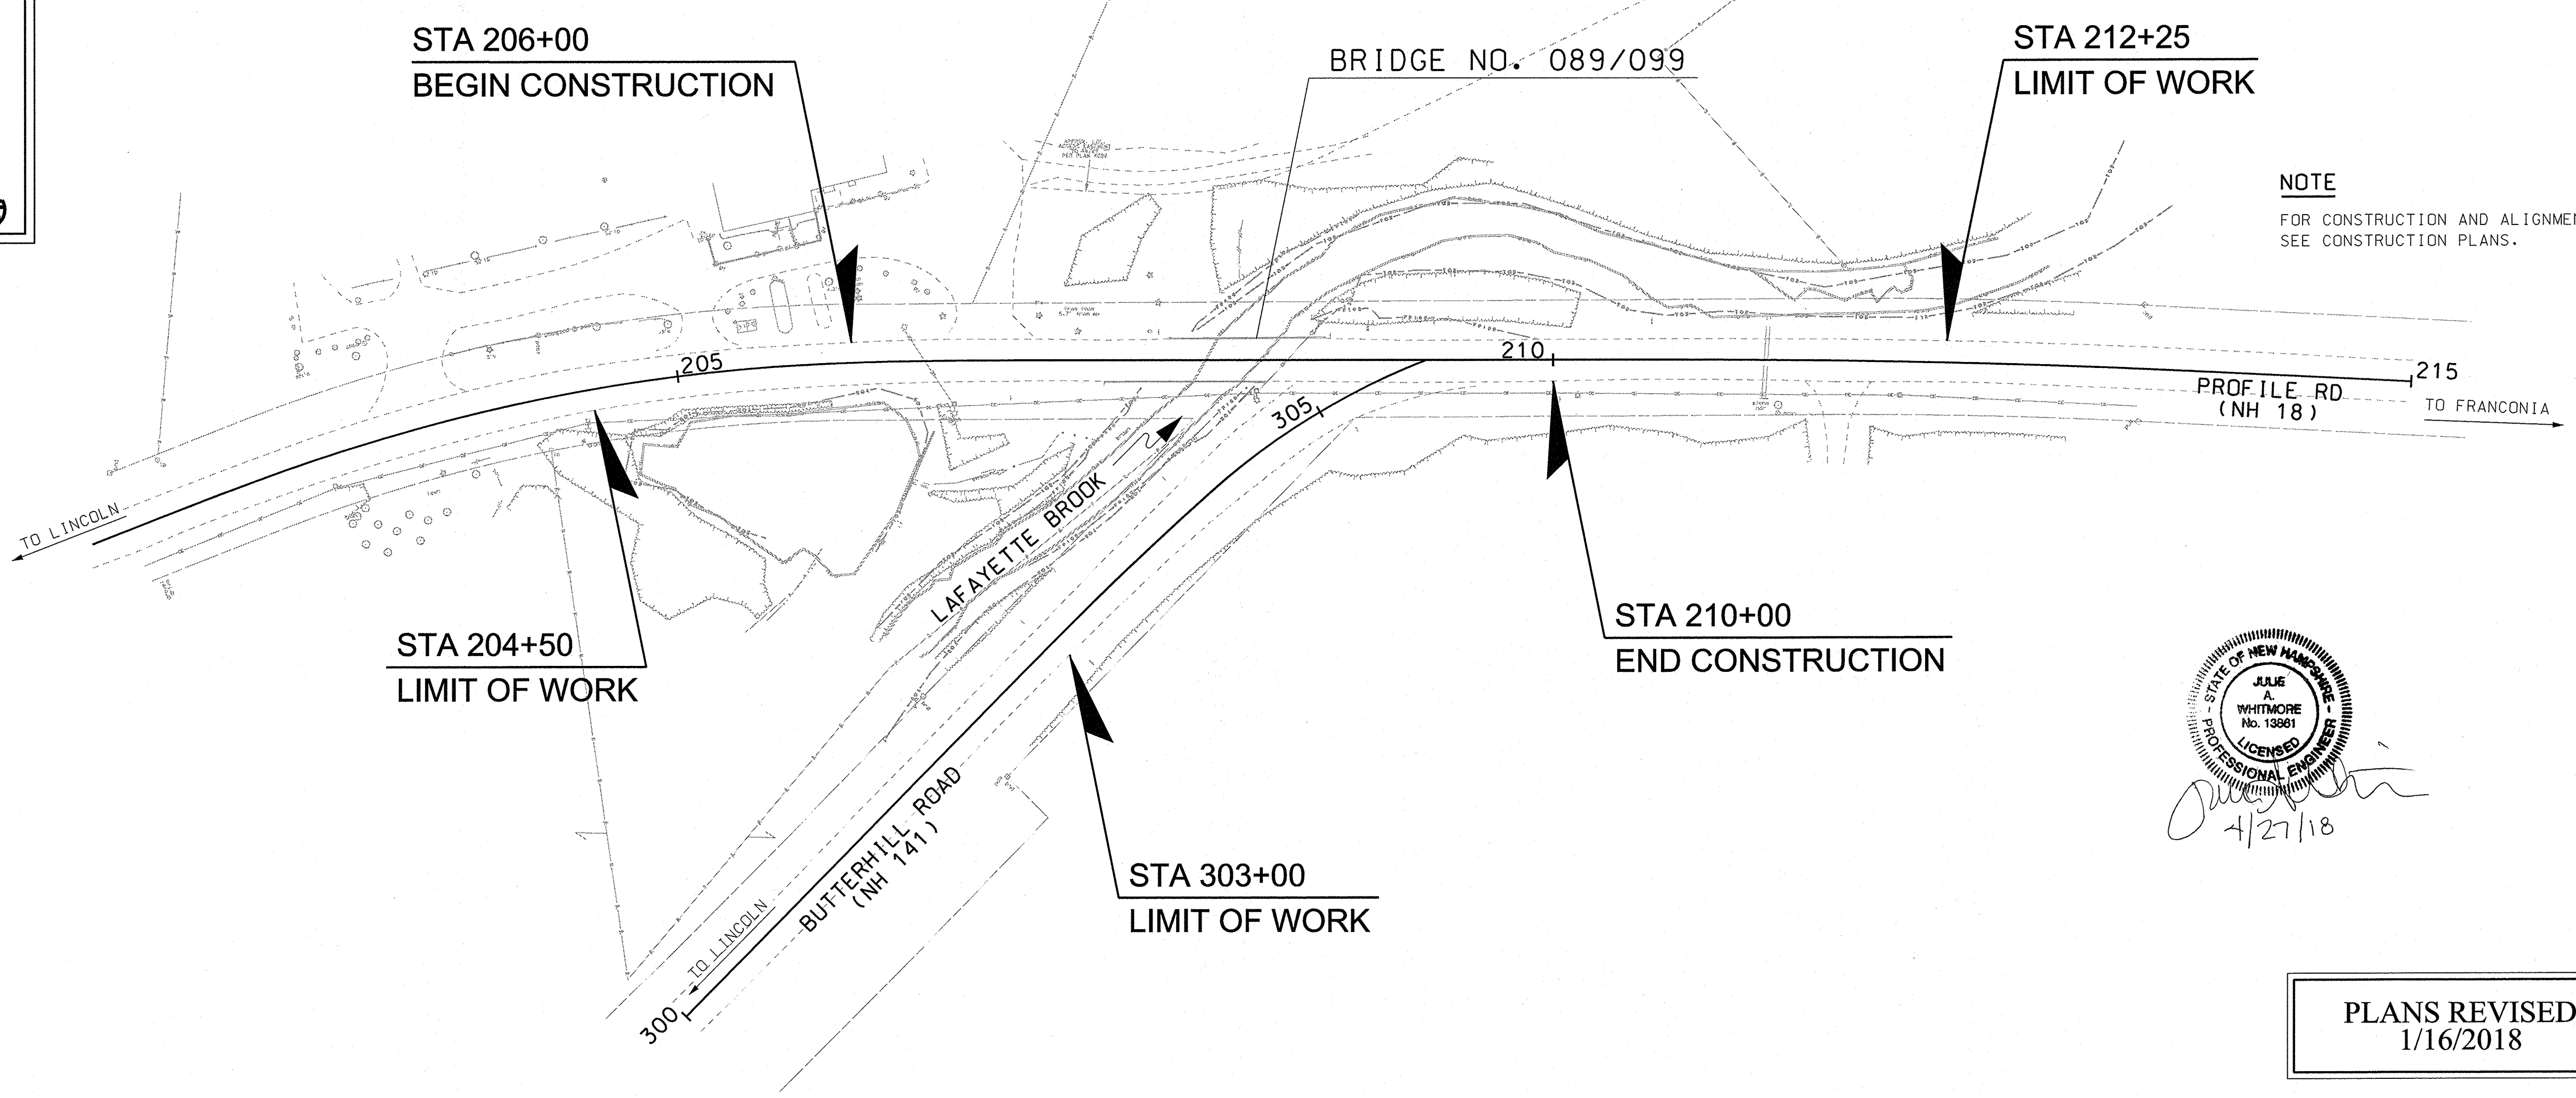 STA 206+00
BEGIN CONSTRUCTION
BRIDGE NO. 089/099
STA 212+25
LIMIT OF WORK
NOTE
FOR CONSTRUCTION AND ALIGNMEN
SEE CONSTRUCTION PLANS.
APPROX. LOC.
ACCESS EASEMENT
205
210
215
PROFILE RD
(NH 18)
TO FRANCONIA
305
TO LINCOLN
LAFAYETTE BROOK
STA 204+50
LIMIT OF WORK
STA 210+00
END CONSTRUCTION
STATE OF NEW HAMPSHIRE
JULIE
A.
WHITMORE
No. 13861
LICENSED
PROFESSIONAL ENGINEER
4/27/18
BUTTERHILL ROAD
(NH 141)
STA 303+00
LIMIT OF WORK
TO LINCOLN
300
PLANS REVISED
1/16/2018